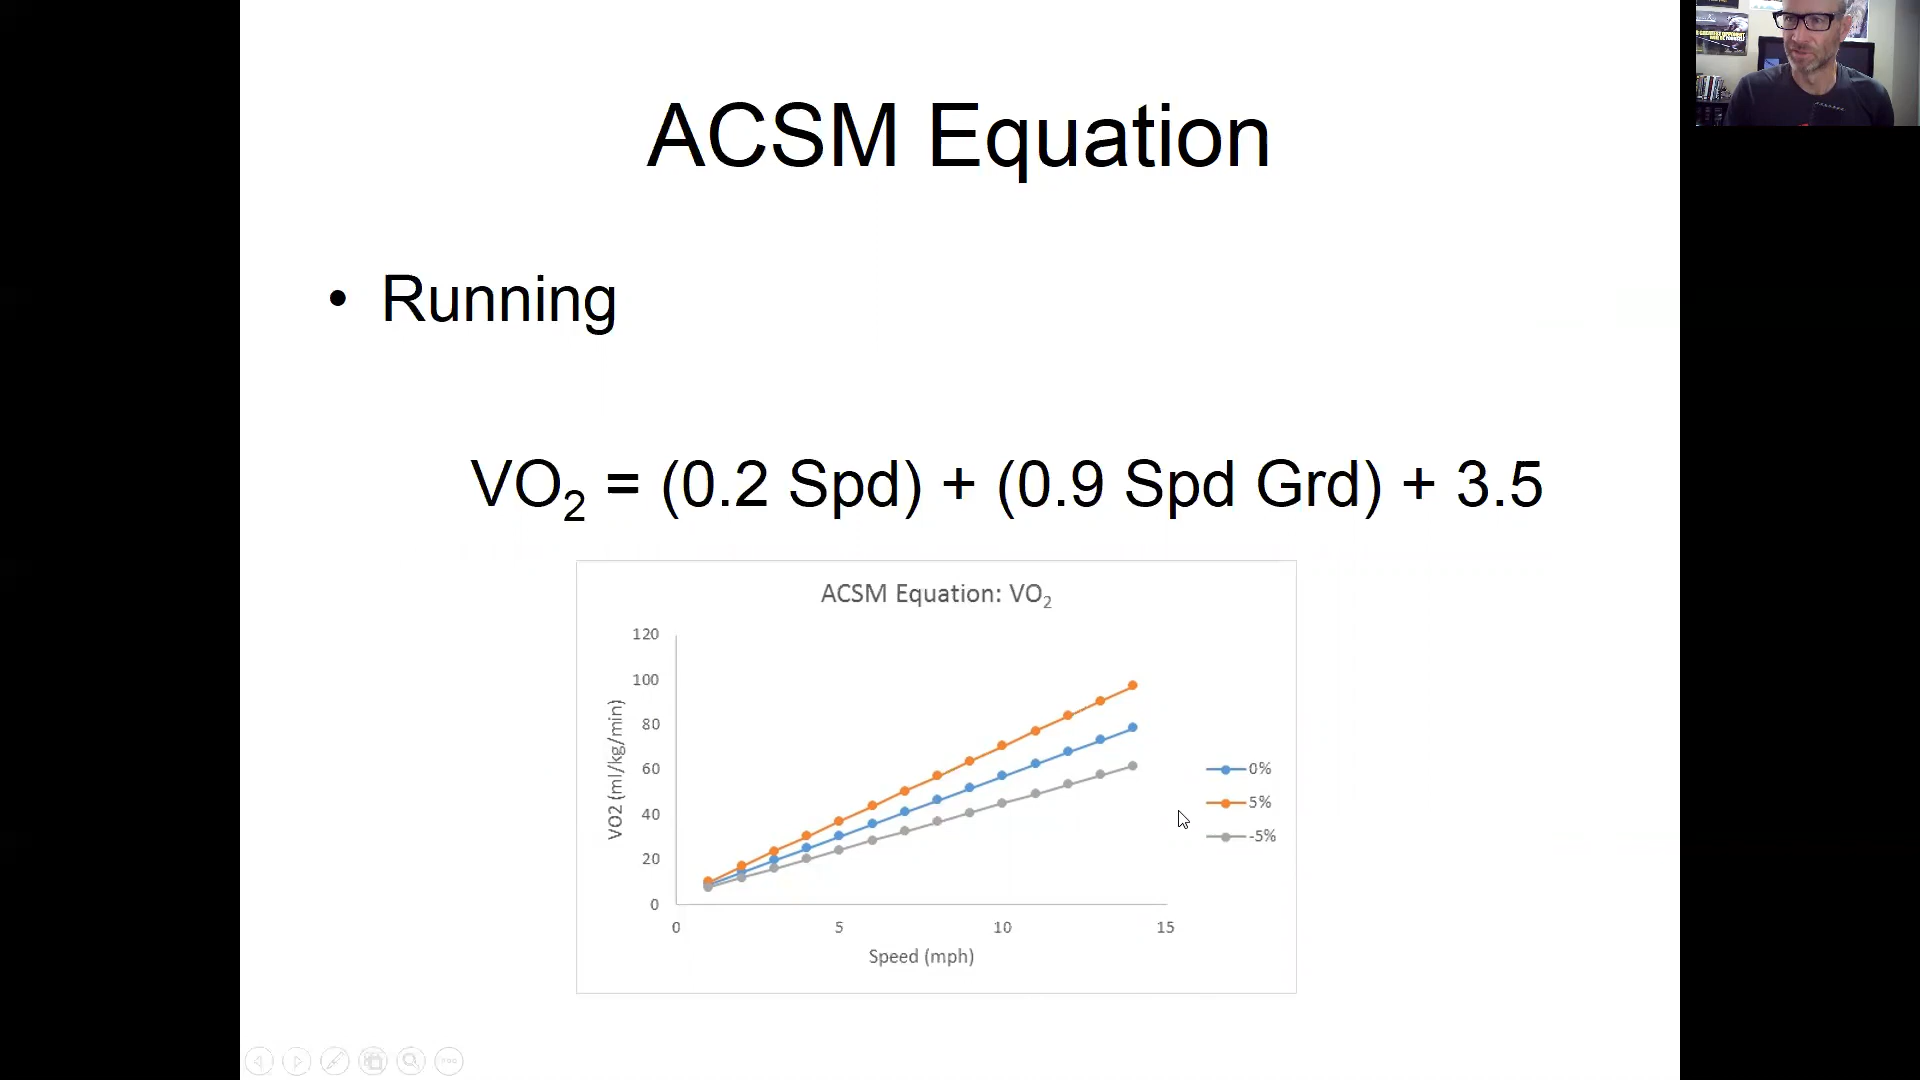 ACSM Equation
• Running
VO₂ = (0.2 Spd) + (0.9 Spd Grd) + 3.5
ACSM Equation: VO₂
120
100
80
60
40
20
0
VO2 (ml/kg/min)
0 5 10 15
Speed (mph)
0%
5%
-5%